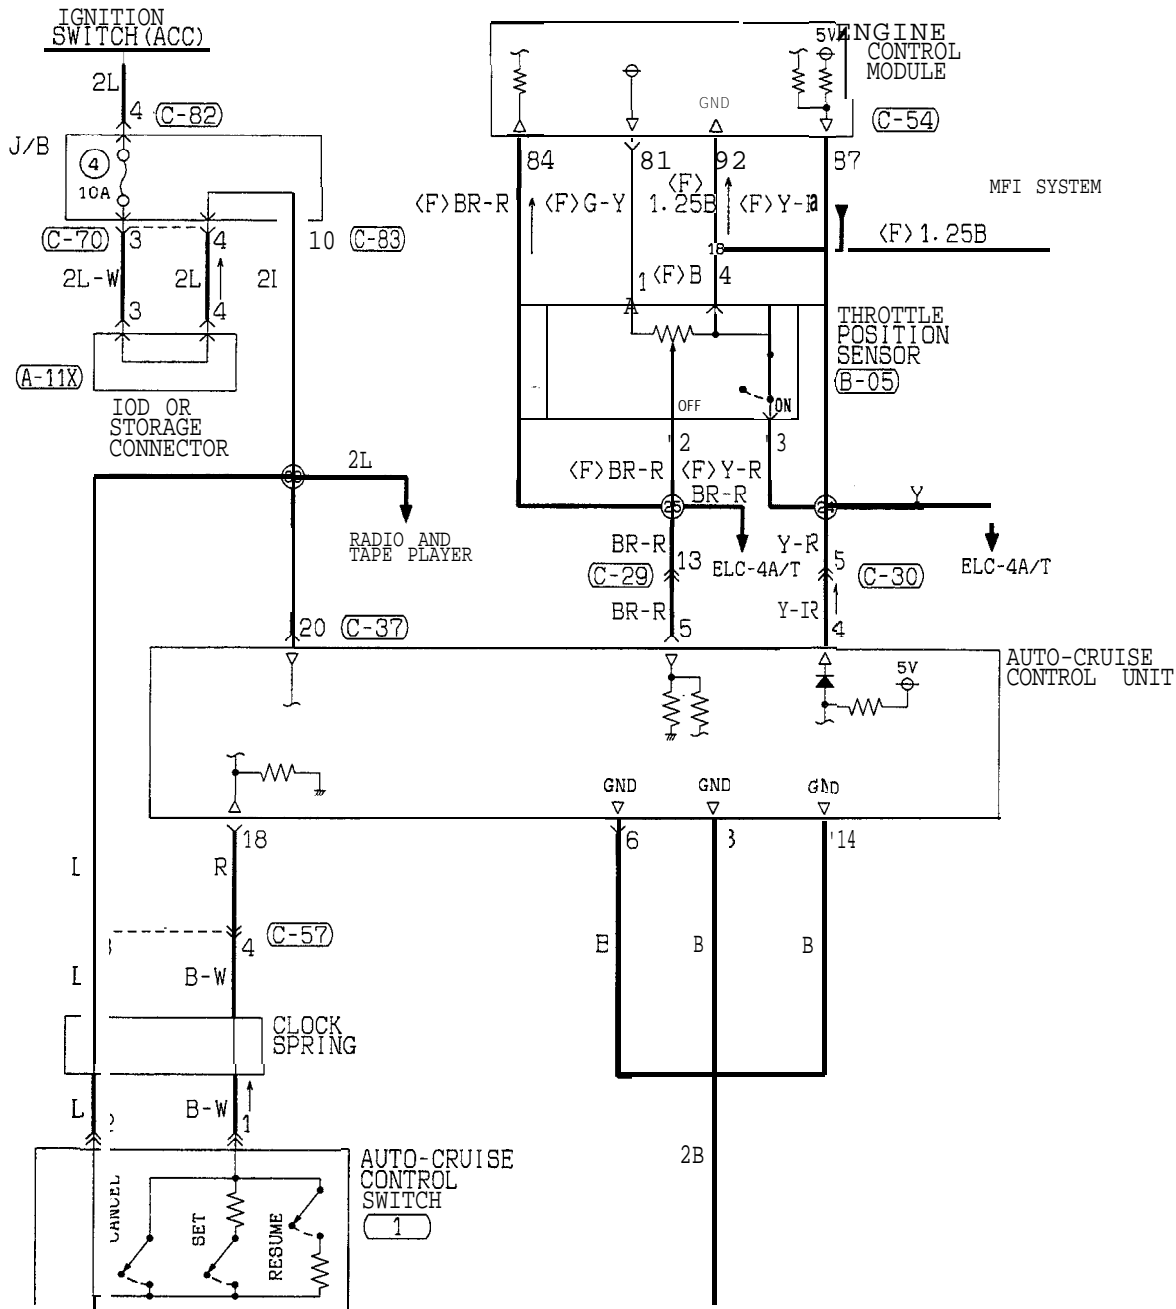 IGNITION
SWITCH(ACC)
2L
4
C-82
J/B
4
10A
C-70
3
4
10
C-83
2L-W
2L
2I
3
4
A-11X
IOD OR
STORAGE
CONNECTOR
2L
RADIO AND
TAPE PLAYER
20
C-37
ENGINE
CONTROL
MODULE
5V
GND
C-54
84
81
92
87
<F>BR-R
<F>G-Y
<F>
1.25B
<F>Y-R
MFI SYSTEM
<F>1.25B
18
1
<F>B
4
THROTTLE
POSITION
SENSOR
B-05
OFF
ON
2
3
<F>BR-R
<F>Y-R
BR-R
Y
BR-R
13
ELC-4A/T
Y-R
5
ELC-4A/T
C-29
C-30
BR-R
5
Y-IR
4
AUTO-CRUISE
CONTROL UNIT
5V
GND
GND
GND
18
6
14
L
R
C-57
4
B
B
B
L
B-W
CLOCK
SPRING
L
B-W
1
2B
AUTO-CRUISE
CONTROL
SWITCH
1
CANCEL
SET
RESUME